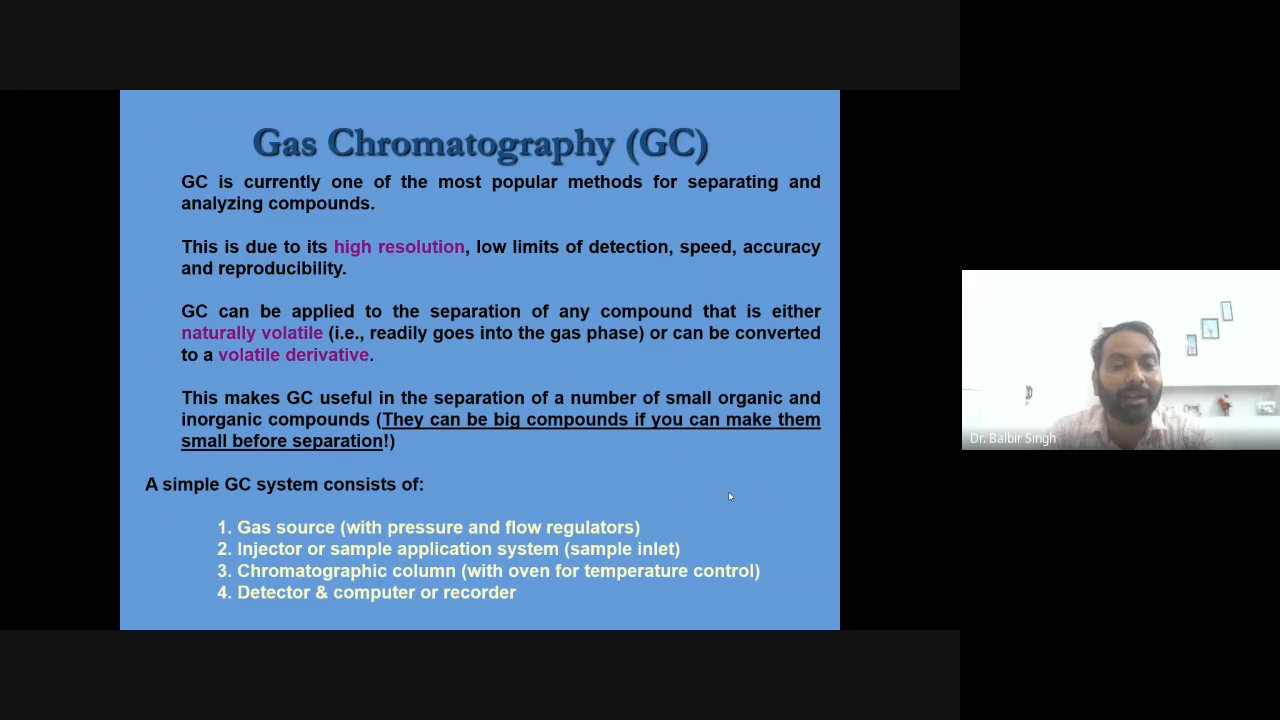 Gas Chromatography (GC)
GC is currently one of the most popular methods for separating and
analyzing compounds.
This is due to its high resolution, low limits of detection, speed, accuracy
and reproducibility.
GC can be applied to the separation of any compound that is either
naturally volatile (i.e., readily goes into the gas phase) or can be converted
to a volatile derivative.
This makes GC useful in the separation of a number of small organic and
inorganic compounds (They can be big compounds if you can make them
small before separation!)
A simple GC system consists of:
1. Gas source (with pressure and flow regulators)
2. Injector or sample application system (sample inlet)
3. Chromatographic column (with oven for temperature control)
4. Detector & computer or recorder
Dr. Balbir Singh